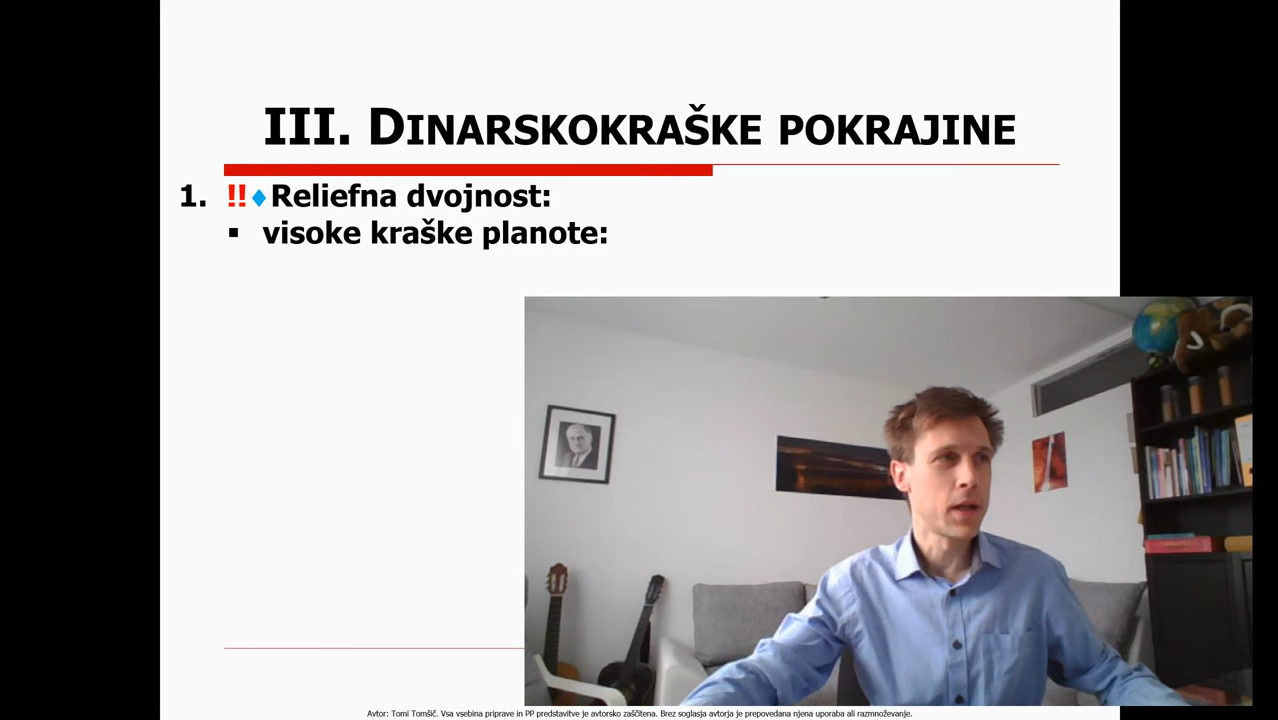 III. DINARSKOKRAŠKE POKRAJINE
1. !!♦Reliefna dvojnost:
▪ visoke kraške planote:
Avtor: Tomi Tomšič. Vsa vsebina priprave in PP predstavitve je avtorsko zaščitena. Brez soglasja avtorja je prepovedana njena uporaba ali razmnoževanje.